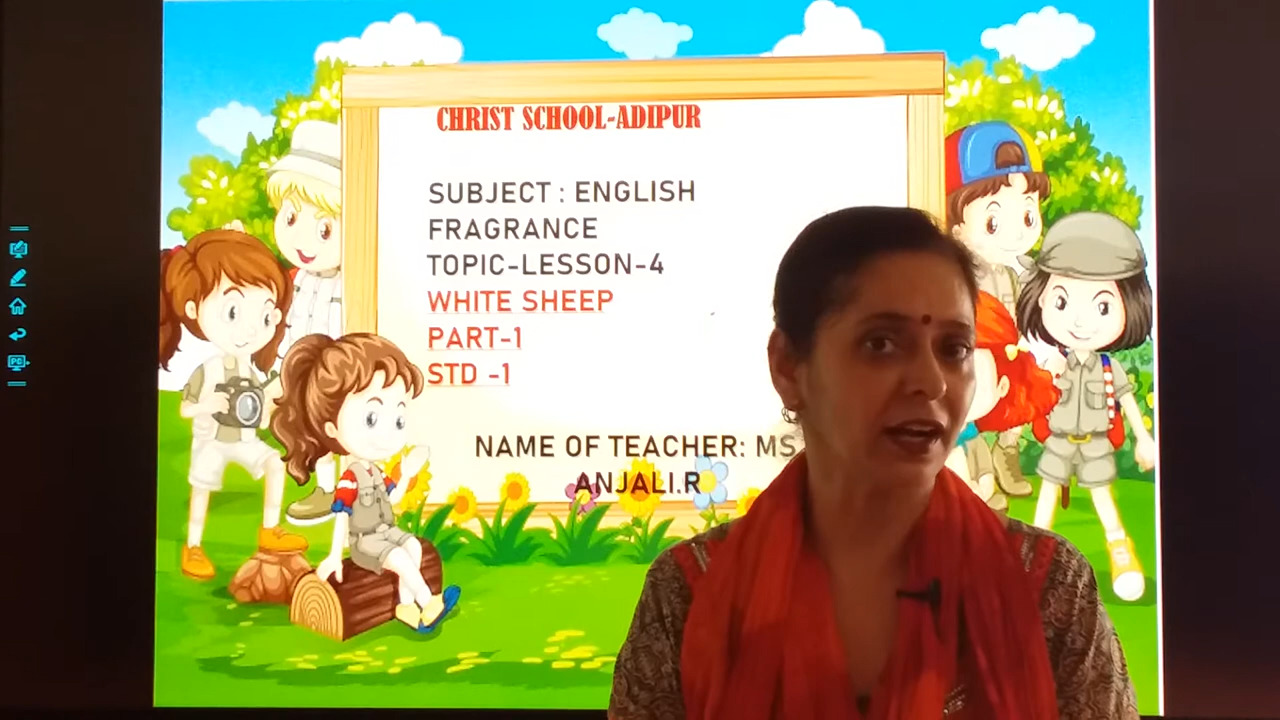 CHRIST SCHOOL-ADIPUR
SUBJECT : ENGLISH
FRAGRANCE
TOPIC-LESSON-4
WHITE SHEEP
PART-1
STD -1
NAME OF TEACHER: MS
ANJALI.R
PC